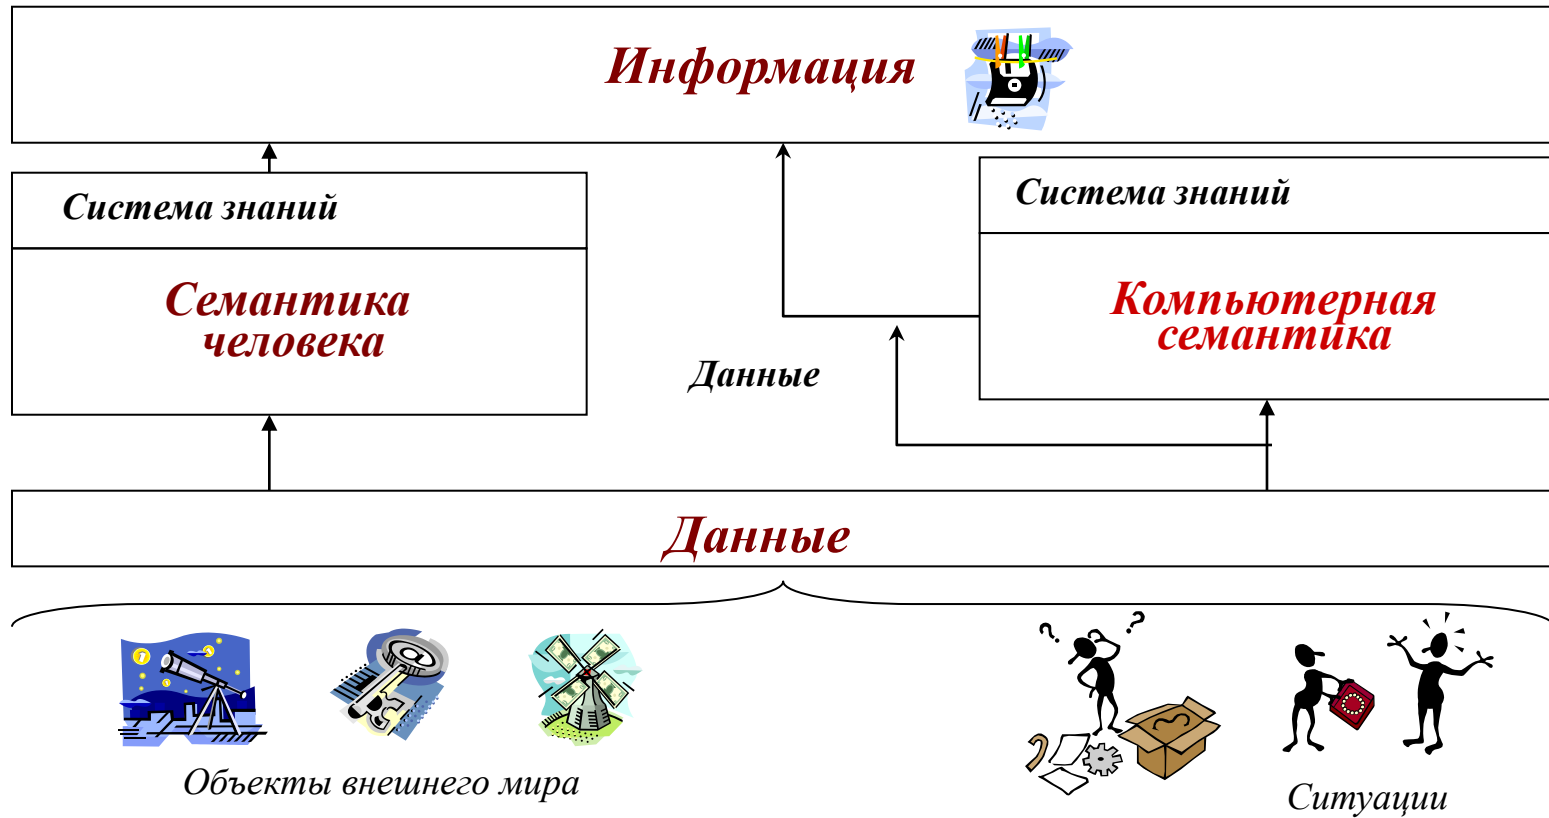 Информация
Система знаний
Система знаний
Семантика
человека
Компьютерная
семантика
Данные
Данные
Объекты внешнего мира
Ситуации